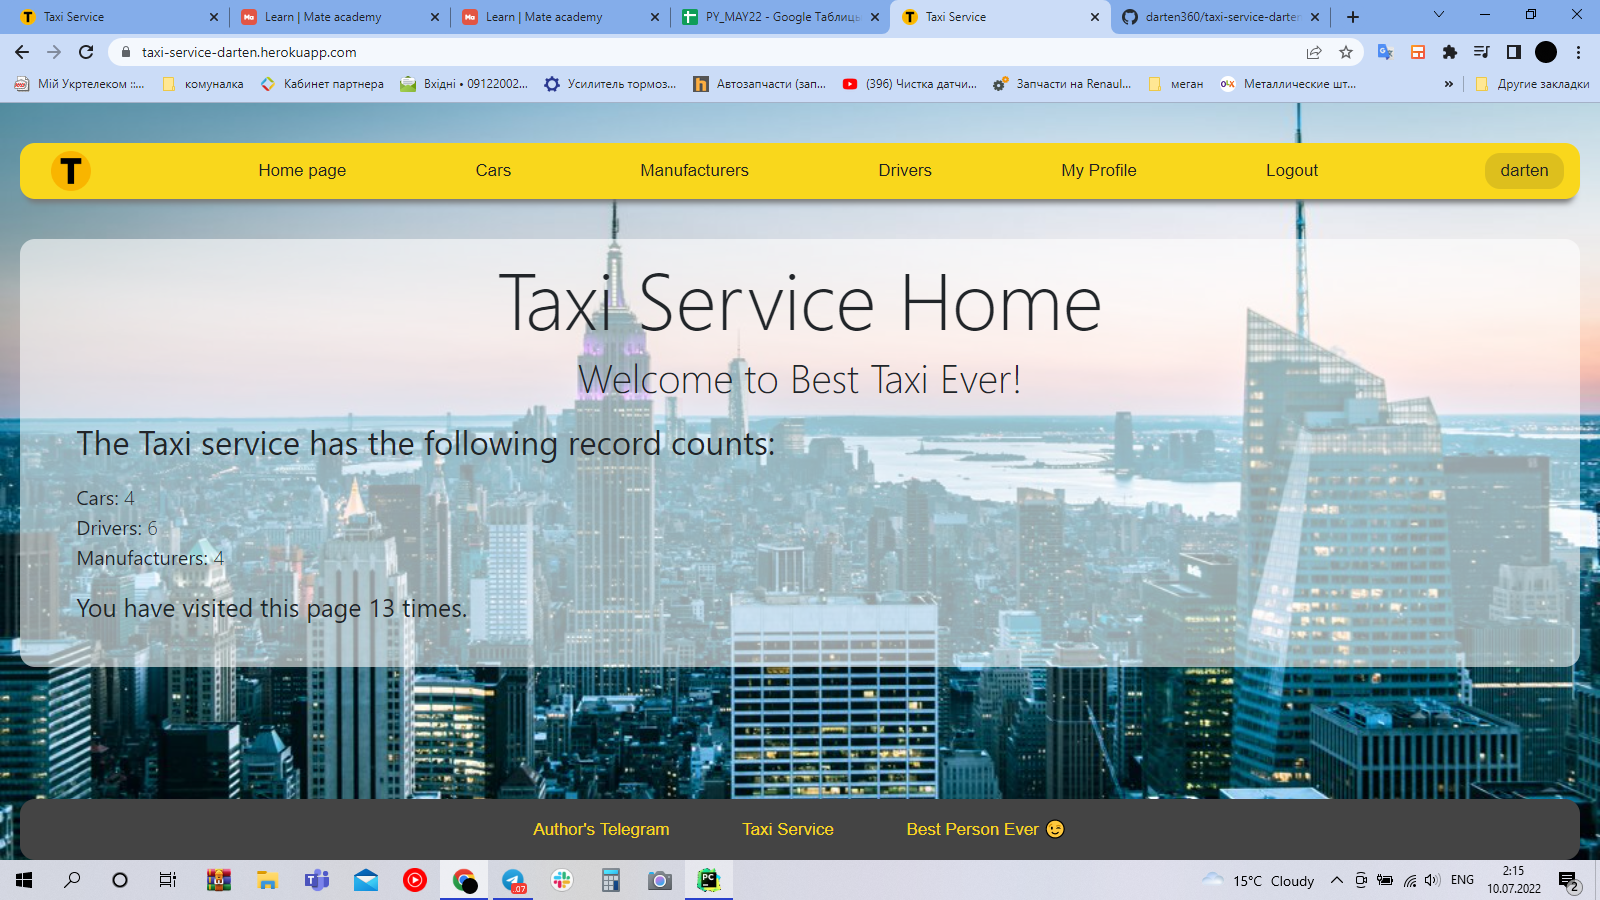 Taxi Service
Learn | Mate academy
Learn | Mate academy
PY_MAY22 - Google Таблицы
Taxi Service
darten360/taxi-service-darten
taxi-service-darten.herokuapp.com
Мій Укртелеком ::...
комуналка
Кабинет партнера
Вхідні • 09122002...
Усилитель тормоз...
Автозапчасти (зап...
(396) Чистка датчи...
Запчасти на Renaul...
меган
Металлические шт...
»
Другие закладки
T
Home page
Cars
Manufacturers
Drivers
My Profile
Logout
darten
Taxi Service Home
Welcome to Best Taxi Ever!
The Taxi service has the following record counts:
Cars: 4
Drivers: 6
Manufacturers: 4
You have visited this page 13 times.
Author's Telegram
Taxi Service
Best Person Ever 😉
15°C Cloudy
ENG
2:15
10.07.2022
2